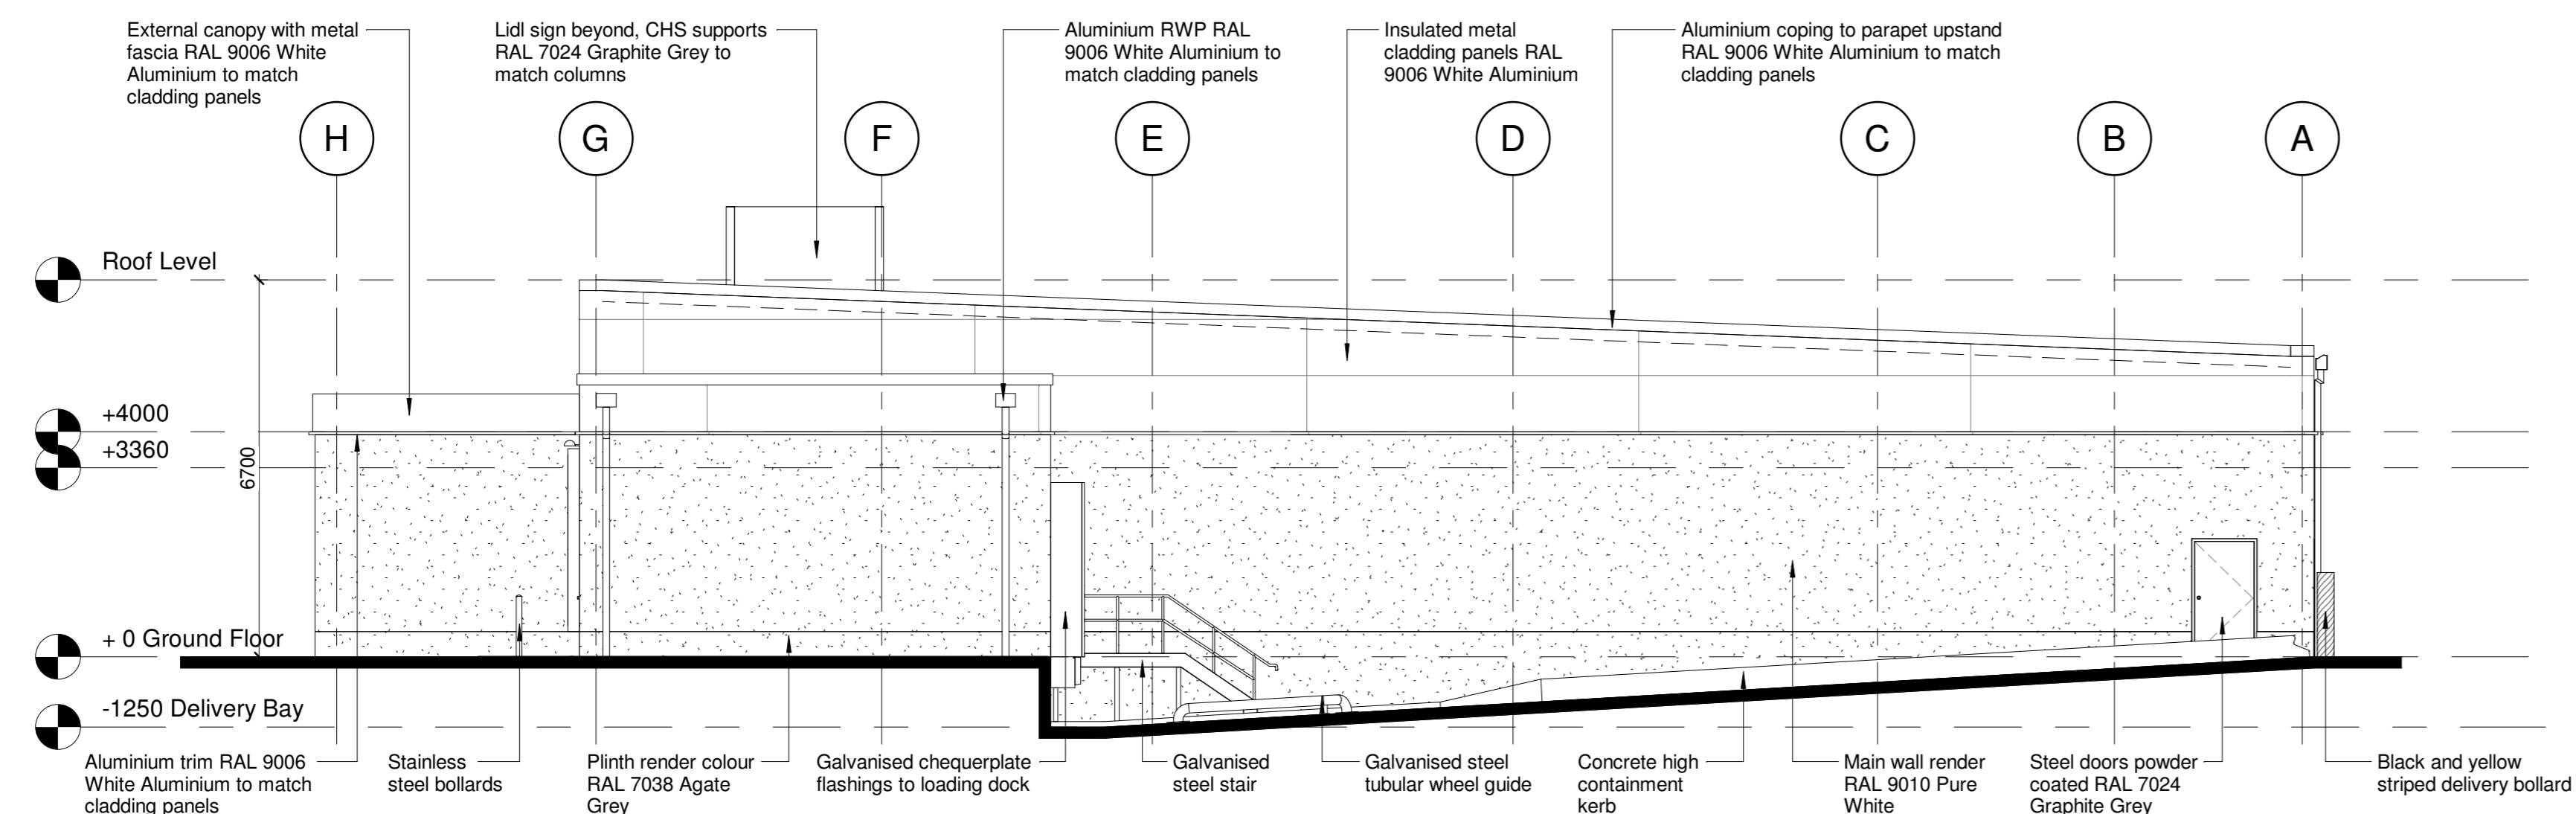 External canopy with metal
fascia RAL 9006 White
Aluminium to match
cladding panels
Lidl sign beyond, CHS supports
RAL 7024 Graphite Grey to
match columns
Aluminium RWP RAL
9006 White Aluminium to
match cladding panels
Insulated metal
cladding panels RAL
9006 White Aluminium
Aluminium coping to parapet upstand
RAL 9006 White Aluminium to match
cladding panels
H
G
F
E
D
C
B
A
Roof Level
+4000
+3360
6700
+ 0 Ground Floor
-1250 Delivery Bay
Aluminium trim RAL 9006
White Aluminium to match
cladding panels
Stainless
steel bollards
Plinth render colour
RAL 7038 Agate
Grey
Galvanised chequerplate
flashings to loading dock
Galvanised
steel stair
Galvanised steel
tubular wheel guide
Concrete high
containment
kerb
Main wall render
RAL 9010 Pure
White
Steel doors powder
coated RAL 7024
Graphite Grey
Black and yellow
striped delivery bollard